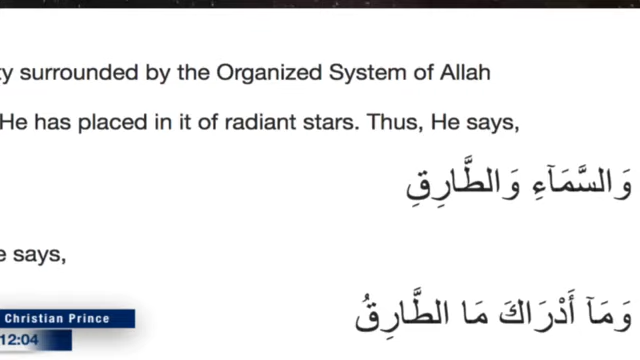 ty surrounded by the Organized System of Allah
He has placed in it of radiant stars. Thus, He says,
وَالسَّمَآءِ وَالطَّارِقِ
e says,
وَمَآ أَدْرَاكَ مَا الطَّارِقُ
Christian Prince
12:04